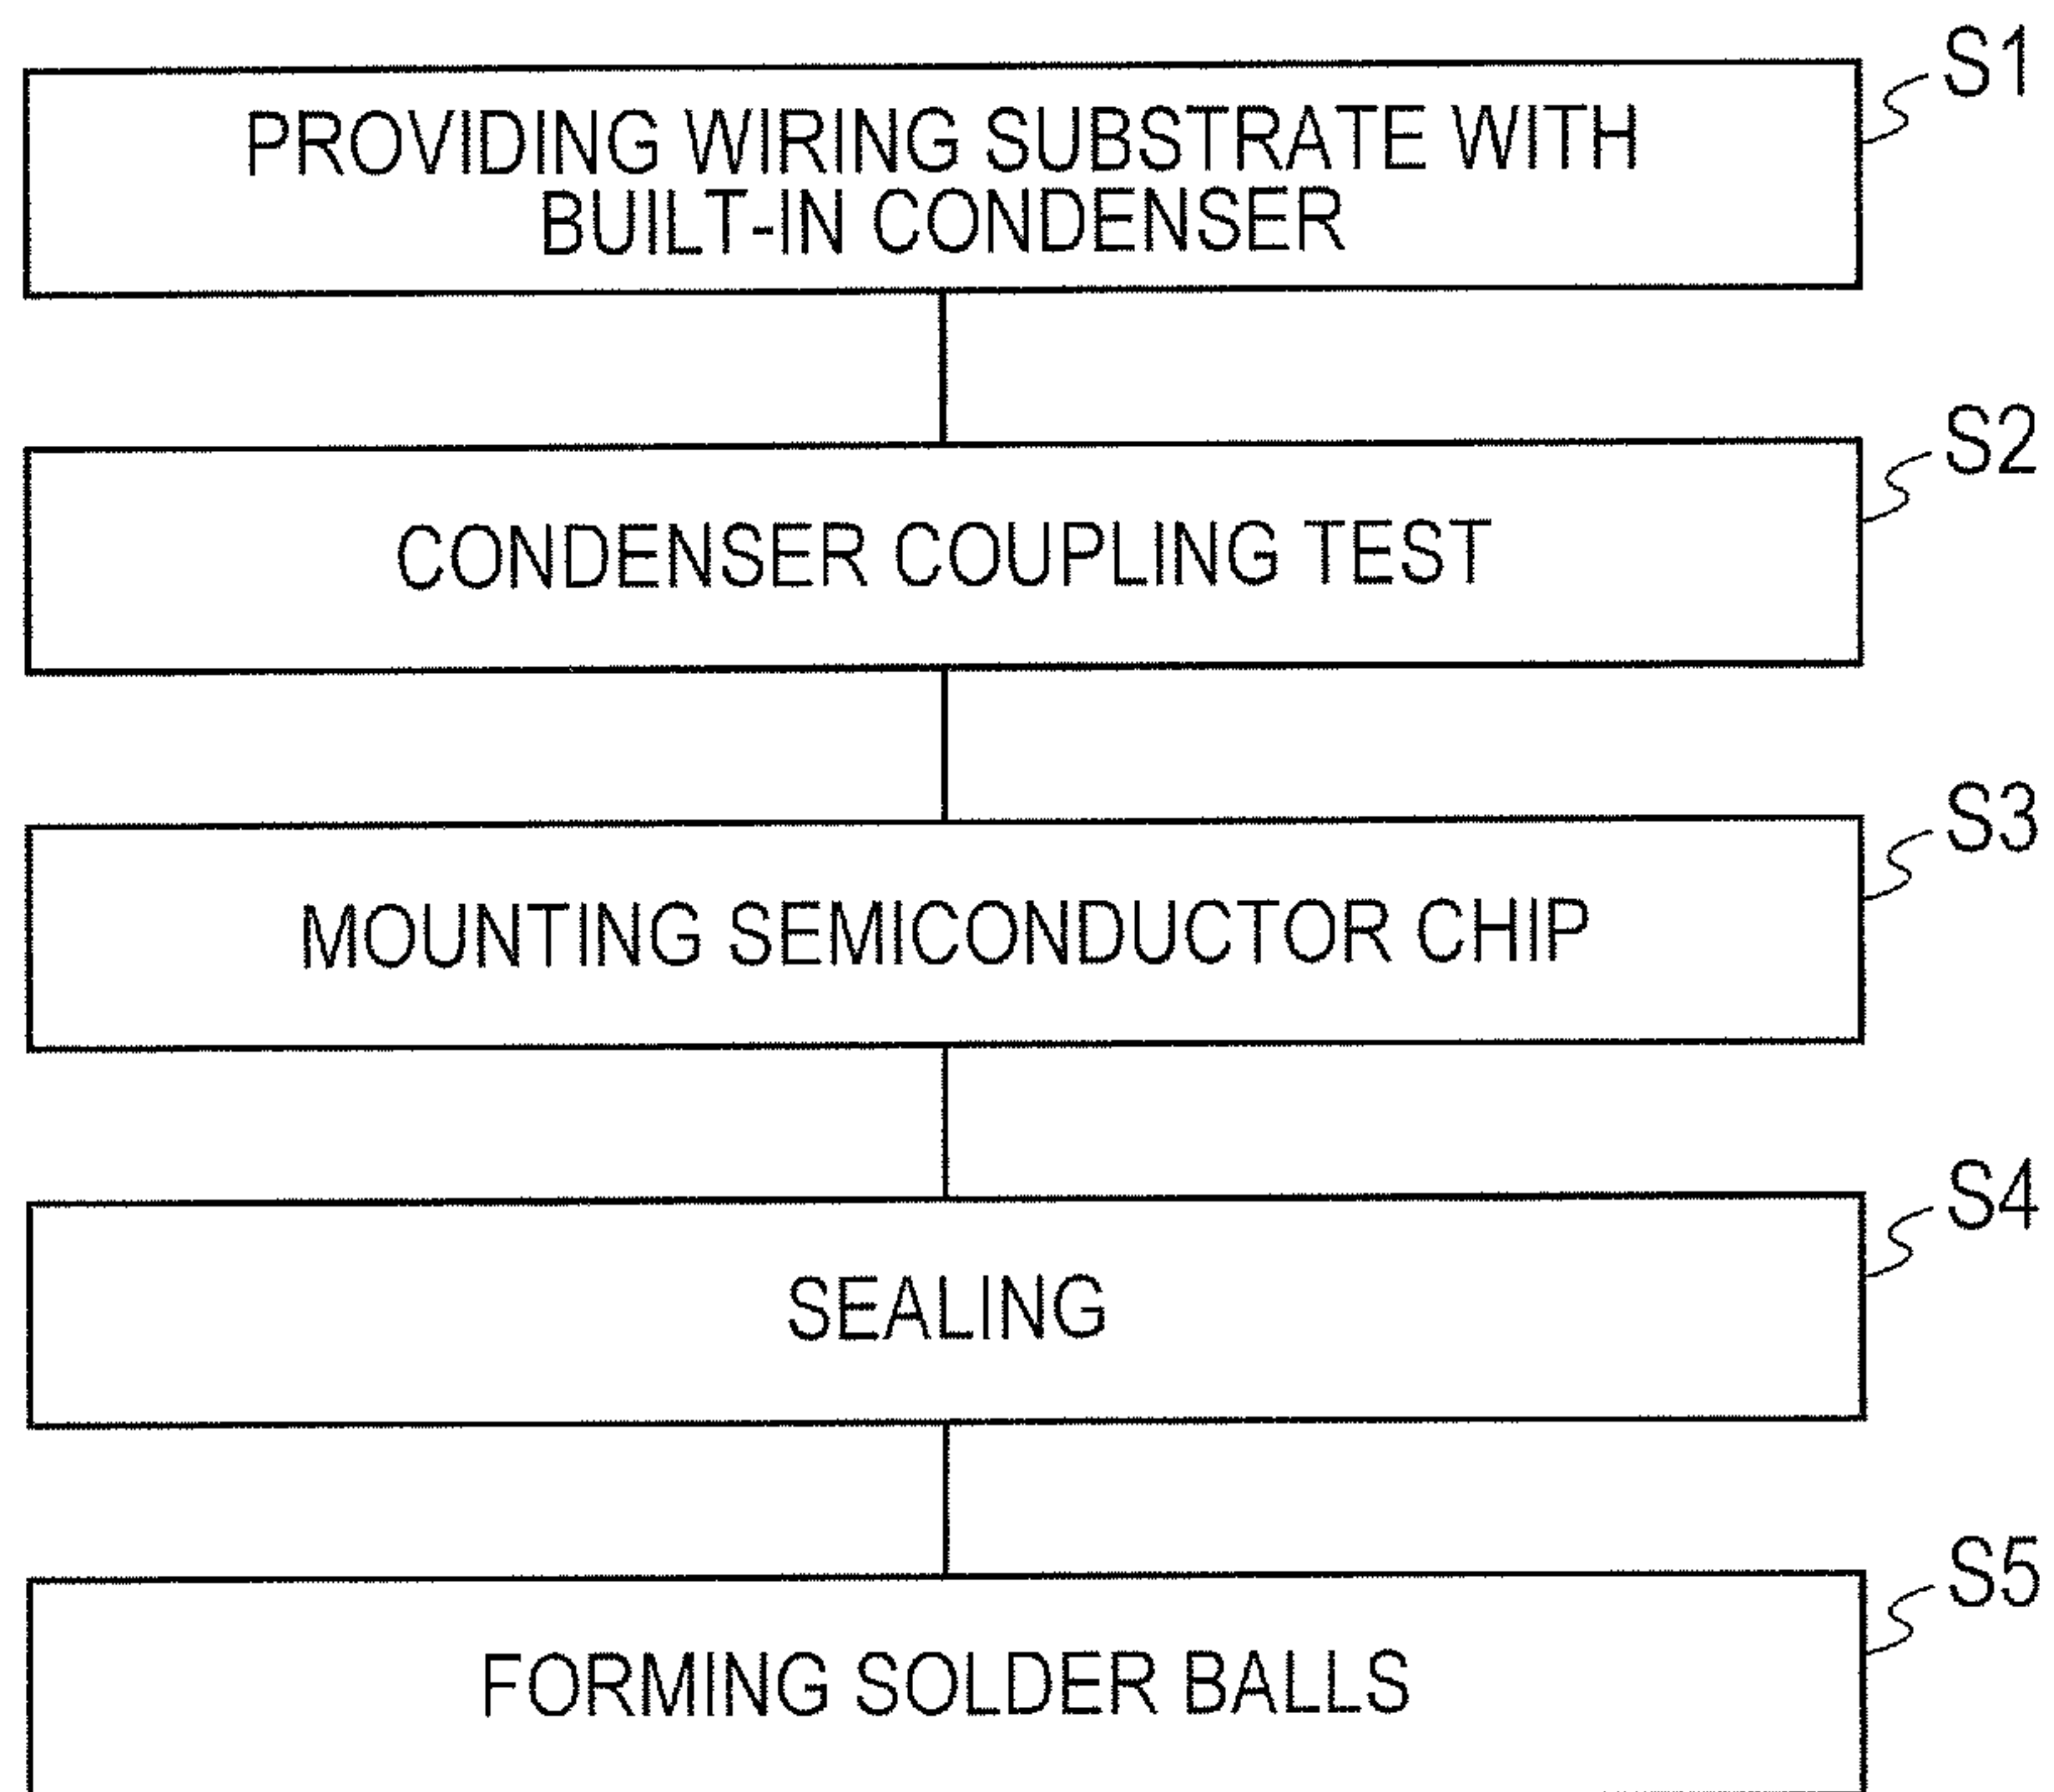 S1
PROVIDING WIRING SUBSTRATE WITH
BUILT-IN CONDENSER
S2
CONDENSER COUPLING TEST
S3
MOUNTING SEMICONDUCTOR CHIP
S4
SEALING
S5
FORMING SOLDER BALLS